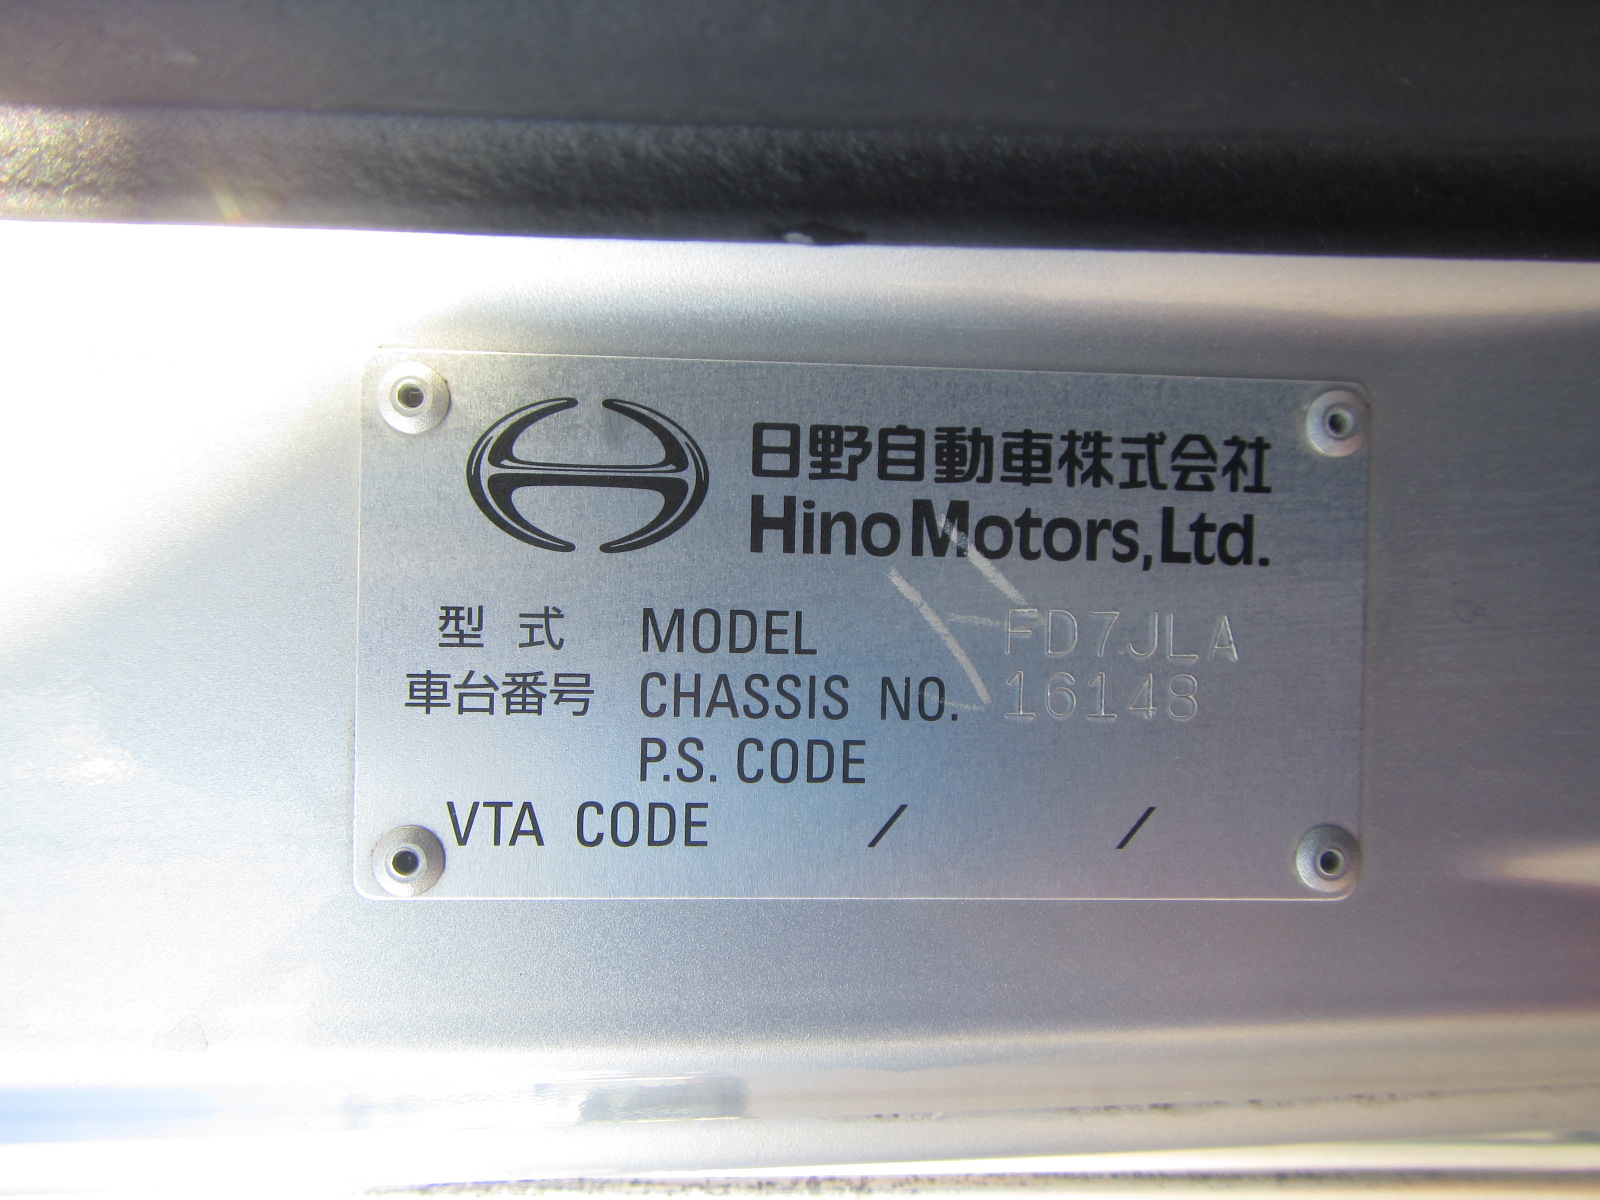 日野自動車株式会社
Hino Motors, Ltd.
型 式 MODEL FD7JLA
車台番号 CHASSIS NO. 16148
P.S. CODE
VTA CODE / /